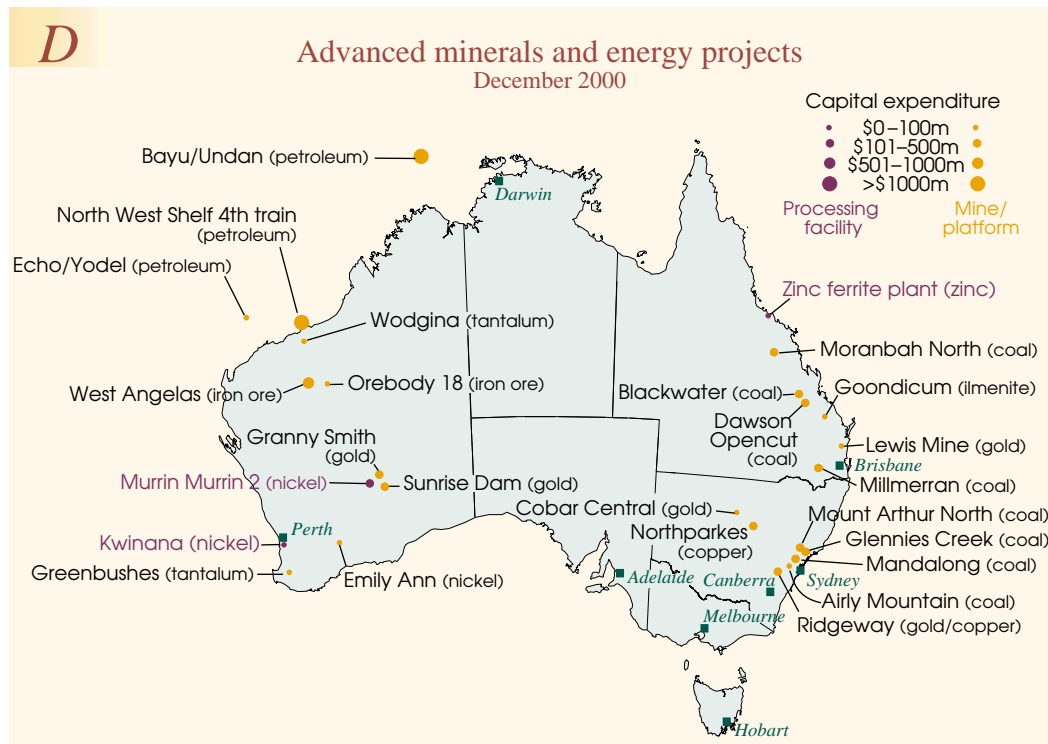 D
Advanced minerals and energy projects
December 2000
Capital expenditure
$0–100m
$101–500m
$501–1000m
>$1000m
Processing
facility
Mine/
platform
Bayu/Undan (petroleum)
Darwin
North West Shelf 4th train
(petroleum)
Echo/Yodel (petroleum)
Zinc ferrite plant (zinc)
Wodgina (tantalum)
Moranbah North (coal)
West Angelas (iron ore)
Orebody 18 (iron ore)
Blackwater (coal)
Goondicum (ilmenite)
Dawson
Opencut
(coal)
Granny Smith
(gold)
Lewis Mine (gold)
Brisbane
Murrin Murrin 2 (nickel)
Sunrise Dam (gold)
Millmerran (coal)
Cobar Central (gold)
Mount Arthur North (coal)
Perth
Northparkes
(copper)
Glennies Creek (coal)
Kwinana (nickel)
Mandalong (coal)
Greenbushes (tantalum)
Emily Ann (nickel)
Adelaide
Canberra
Sydney
Airly Mountain (coal)
Melbourne
Ridgeway (gold/copper)
Hobart